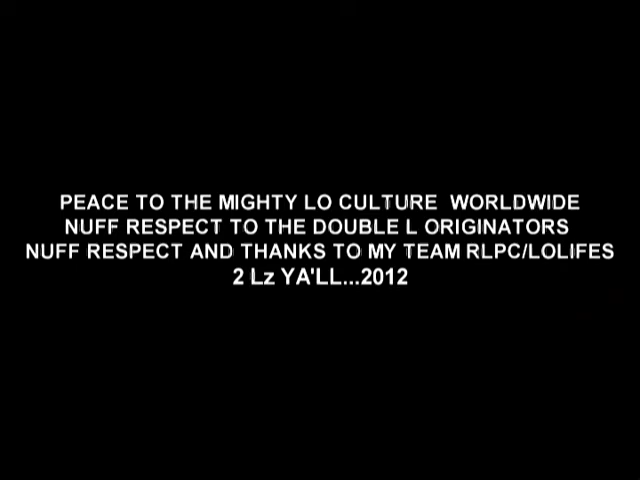 PEACE TO THE MIGHTY LO CULTURE  WORLDWIDE
NUFF RESPECT TO THE DOUBLE L ORIGINATORS
NUFF RESPECT AND THANKS TO MY TEAM RLPC/LOLIFES
2 Lz YA'LL...2012